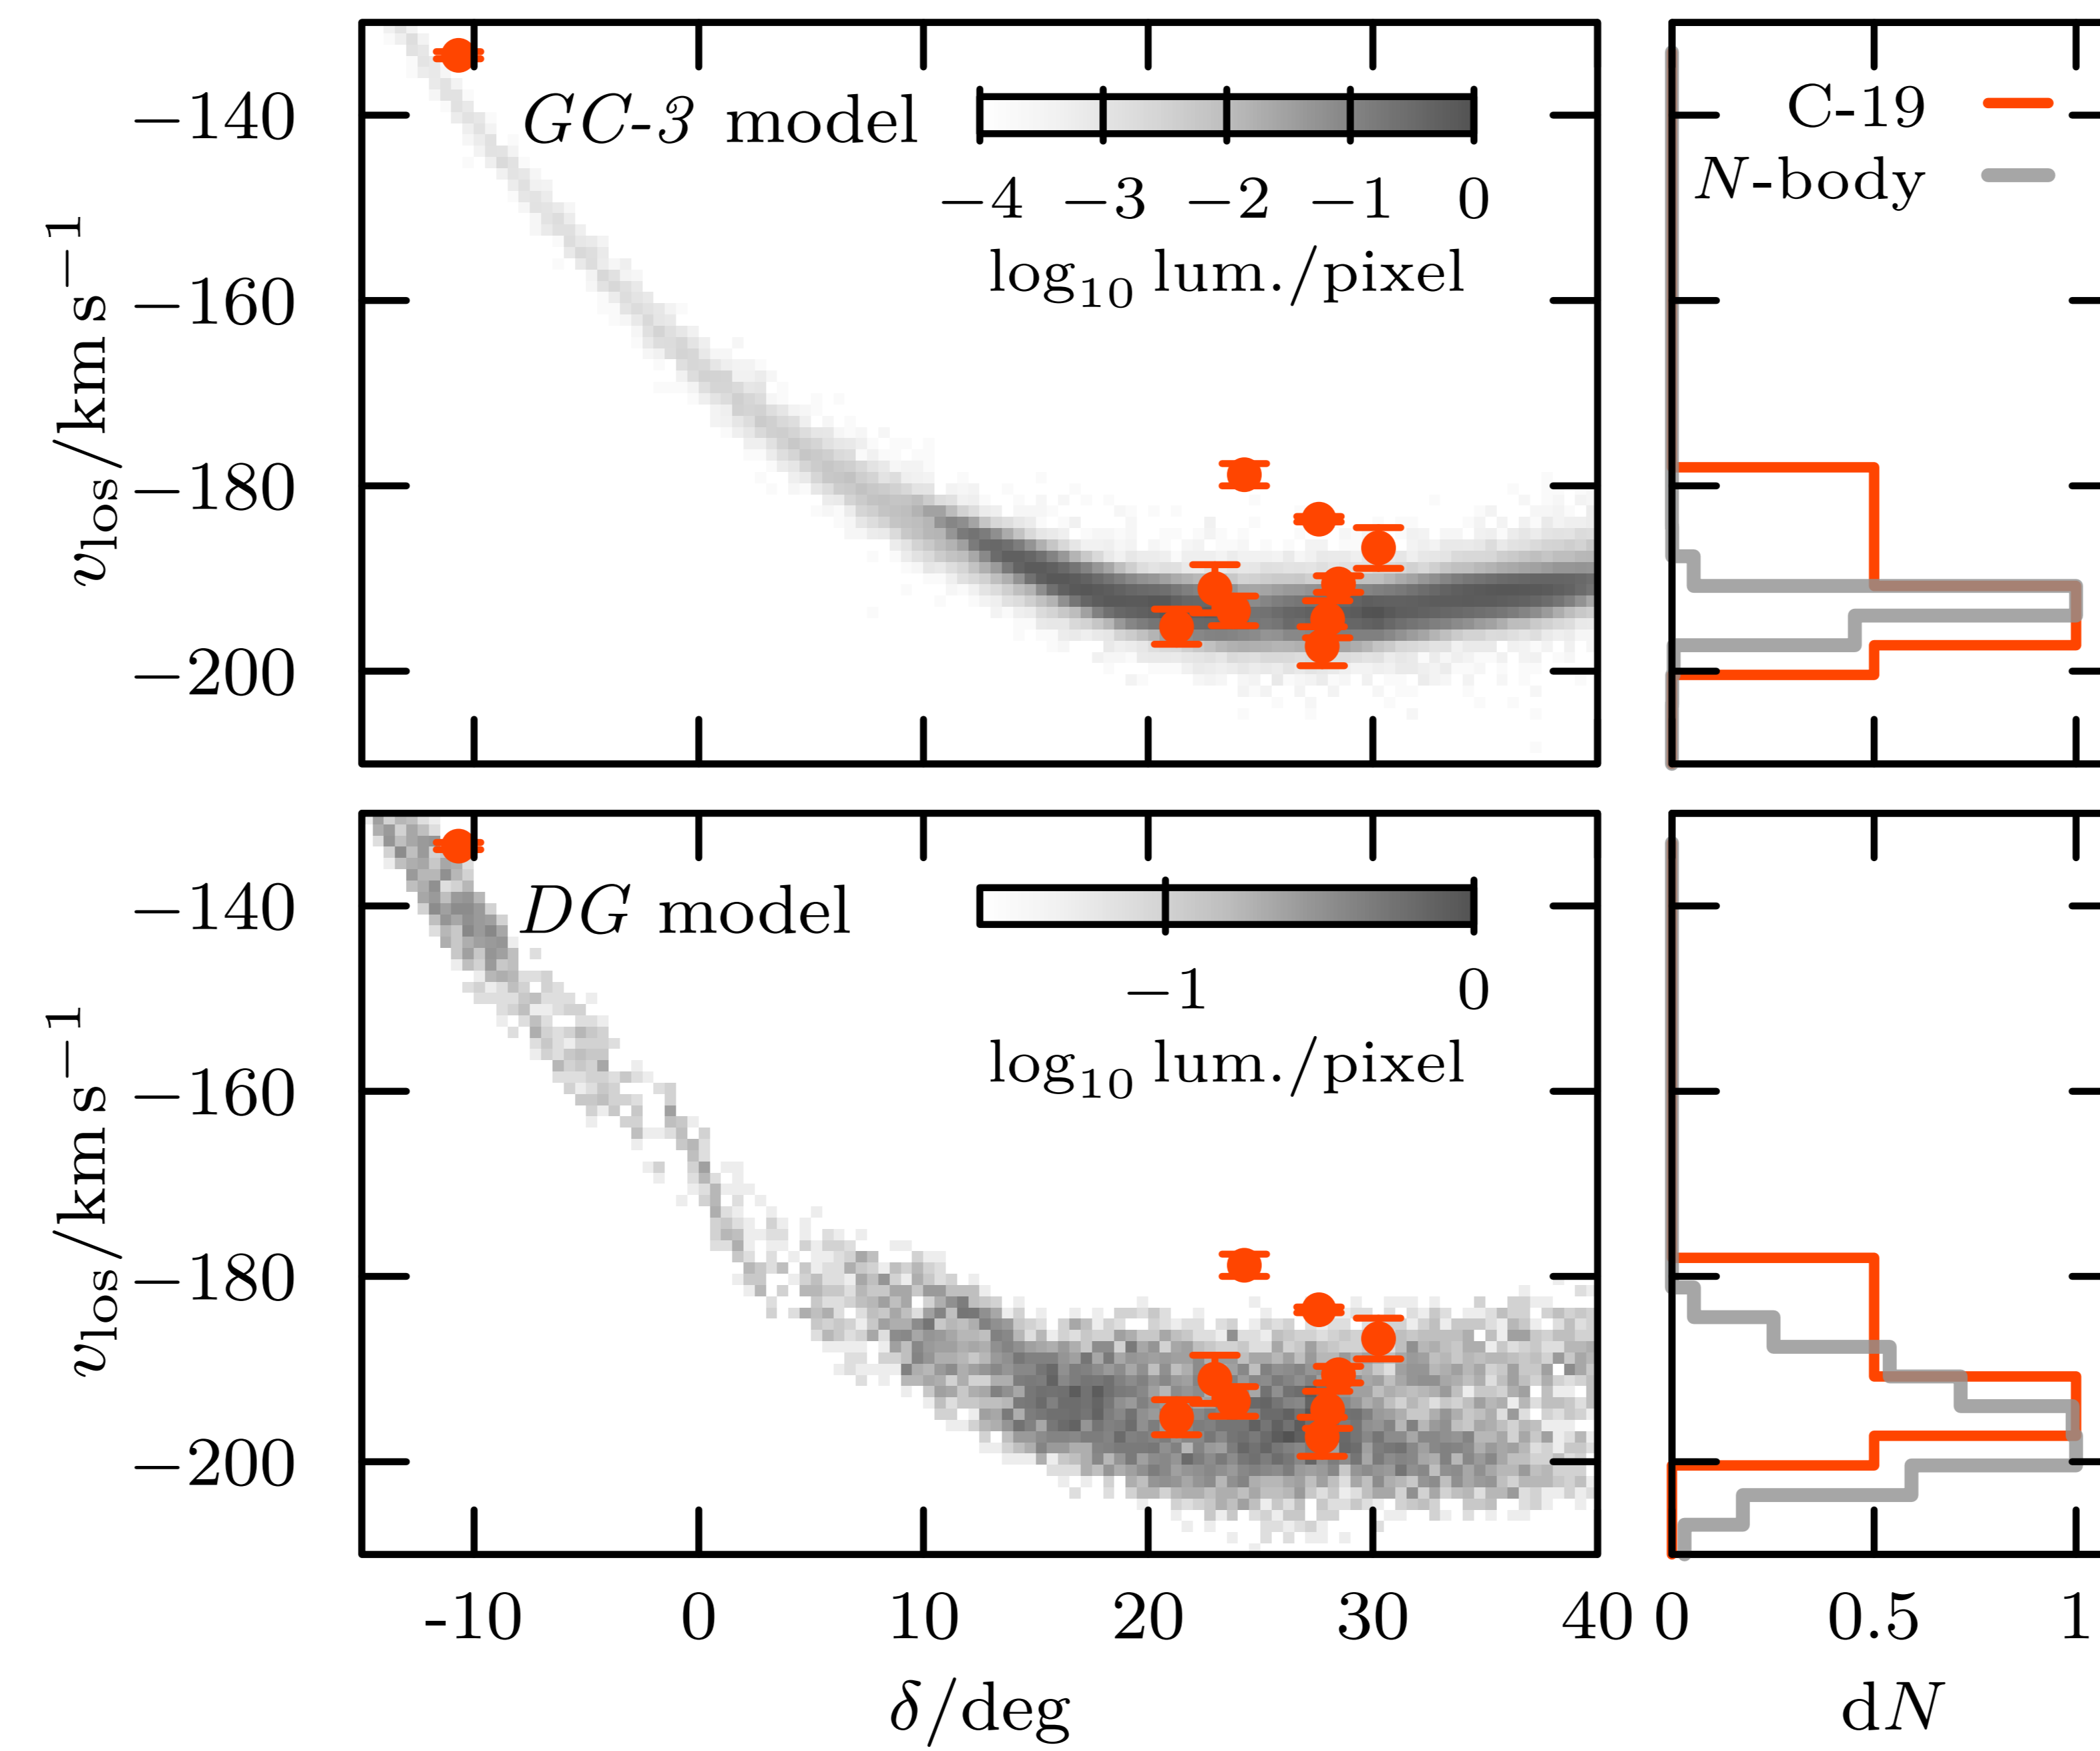 GC-3 model
−4 −3 −2 −1 0
log₁₀ lum./pixel
−140
−160
−180
−200
v_los/km s⁻¹
C-19
N-body
DG model
−1 0
log₁₀ lum./pixel
−140
−160
−180
−200
v_los/km s⁻¹
-10 0 10 20 30 40
δ/deg
0 0.5 1
dN